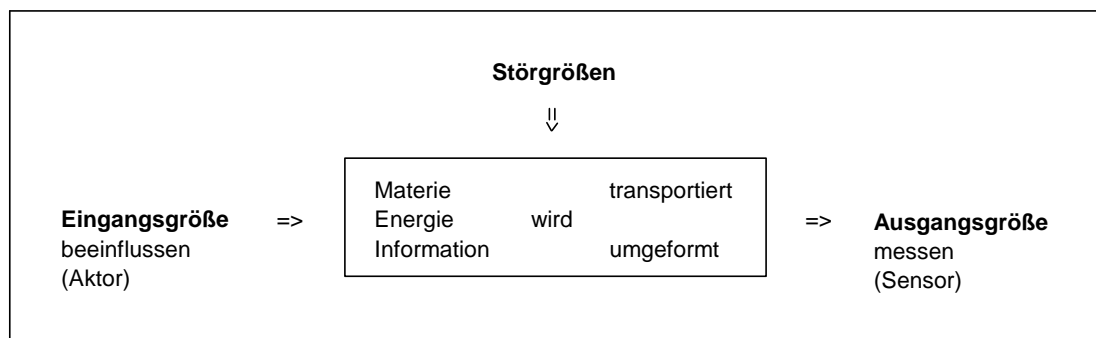 Störgrößen
⇓
Materie transportiert
Eingangsgröße => Energie wird => Ausgangsgröße
beeinflussen Information umgeformt messen
(Aktor) (Sensor)